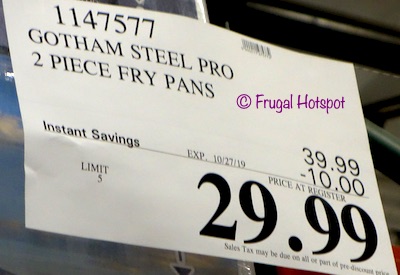 1147577
GOTHAM STEEL PRO
2 PIECE FRY PANS
© Frugal Hotspot
Instant Savings
EXP. 10/27/19
39.99
-10.00
LIMIT
5
PRICE AT REGISTER
29.99
Sales Tax may be due on all or part of pre-discount price